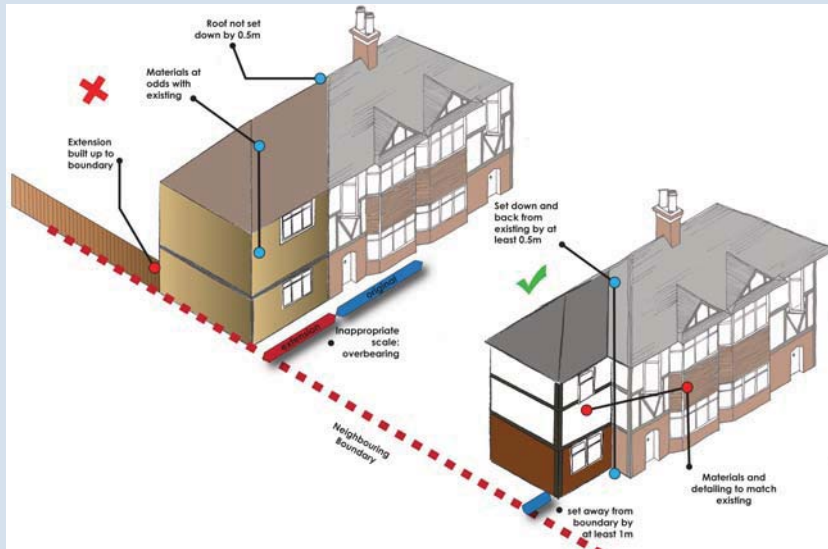 Roof not set
down by 0.5m
Materials at
odds with
existing
Extension
built up to
boundary
original
extension
Inappropriate
scale:
overbearing
Neighbouring
Boundary
Set down and
back from
existing by at
least 0.5m
Materials and
detailing to match
existing
set away from
boundary by
at least 1m